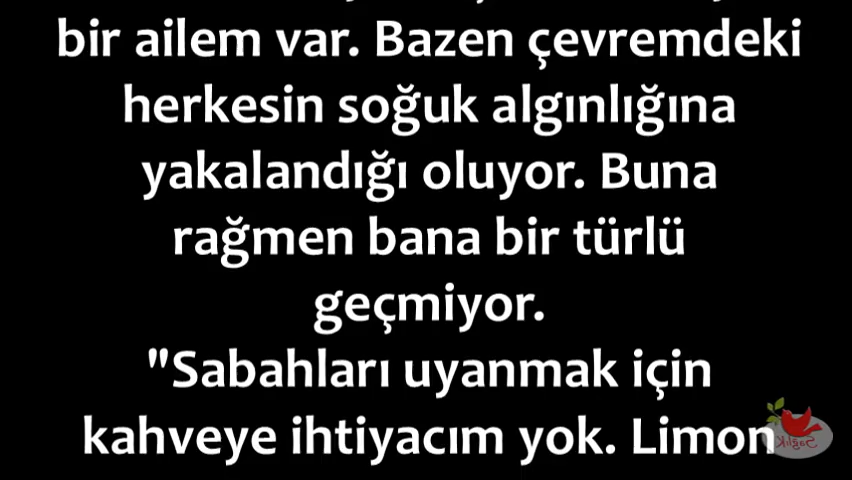 bir ailem var. Bazen çevremdeki
herkesin soğuk algınlığına
yakalandığı oluyor. Buna
rağmen bana bir türlü
geçmiyor.
"Sabahları uyanmak için
kahveye ihtiyacım yok. Limon
Sağlık